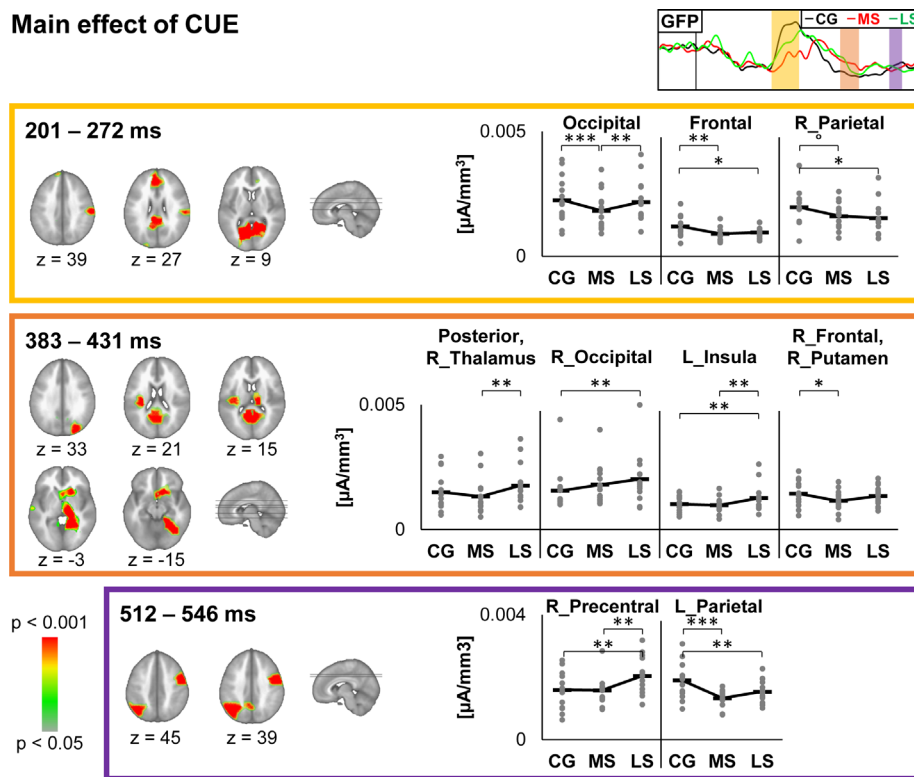 Main effect of CUE
GFP
–CG –MS –LS
201 – 272 ms
z = 39
z = 27
z = 9
0.005
[µA/mm³]
0
Occipital
*** **
CG MS LS
Frontal
**
*
CG MS LS
R_Parietal
°
*
CG MS LS
383 – 431 ms
z = 33
z = 21
z = 15
z = -3
z = -15
0.005
[µA/mm³]
0
Posterior,
R_Thalamus
**
CG MS LS
R_Occipital
**
CG MS LS
L_Insula
**
**
CG MS LS
R_Frontal,
R_Putamen
*
CG MS LS
p < 0.001
p < 0.05
512 – 546 ms
z = 45
z = 39
0.004
[µA/mm3]
0
R_Precentral
**
**
CG MS LS
L_Parietal
***
**
CG MS LS